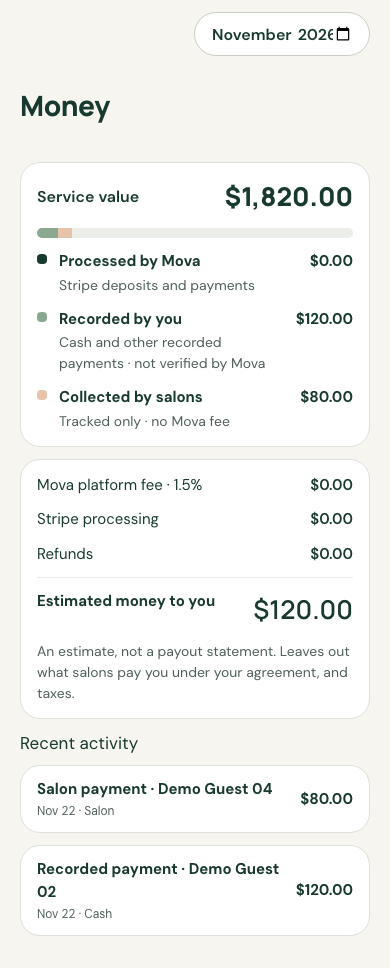 November 2026
Money
Service value $1,820.00
Processed by Mova $0.00
Stripe deposits and payments
Recorded by you $120.00
Cash and other recorded
payments · not verified by Mova
Collected by salons $80.00
Tracked only · no Mova fee
Mova platform fee · 1.5% $0.00
Stripe processing $0.00
Refunds $0.00
Estimated money to you $120.00
An estimate, not a payout statement. Leaves out
what salons pay you under your agreement, and
taxes.
Recent activity
Salon payment · Demo Guest 04 $80.00
Nov 22 · Salon
Recorded payment · Demo Guest
02 $120.00
Nov 22 · Cash